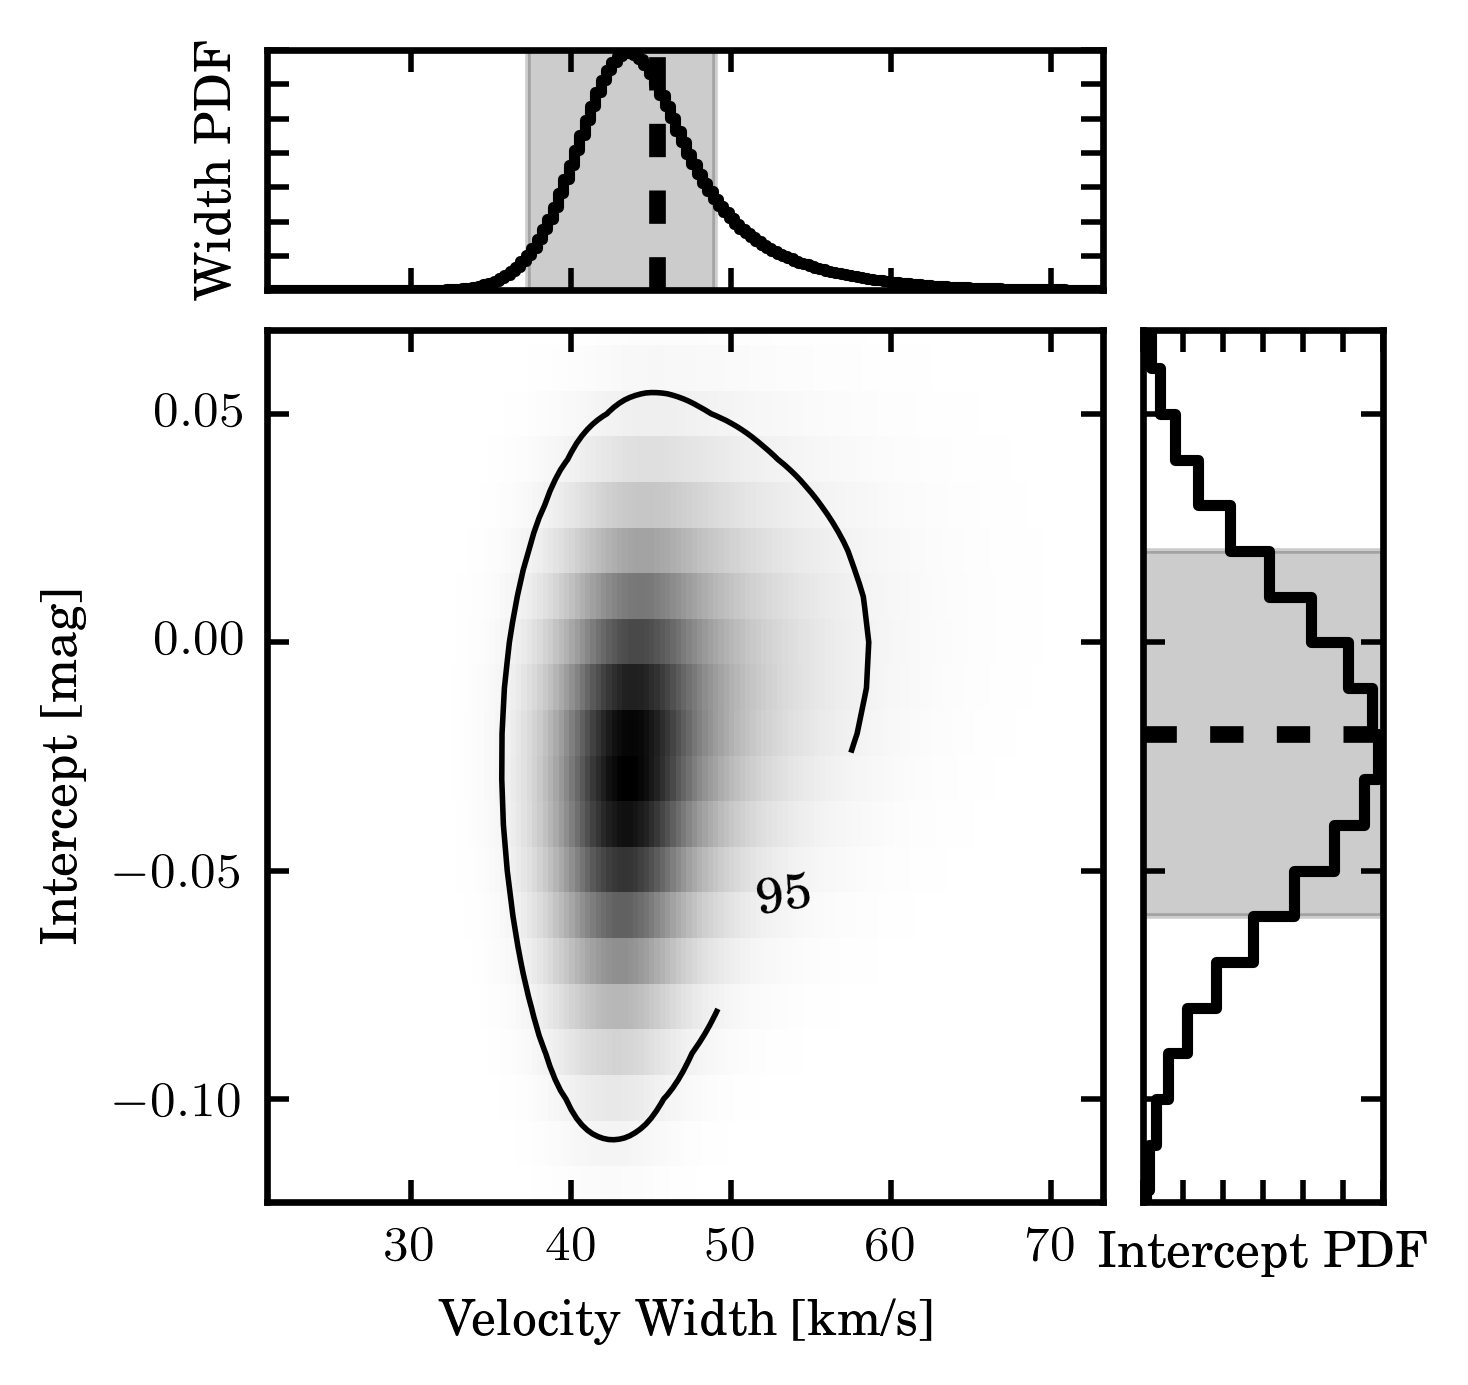 Width PDF
0.05
0.00
−0.05
−0.10
Intercept [mag]
95
30 40 50 60 70
Intercept PDF
Velocity Width [km/s]